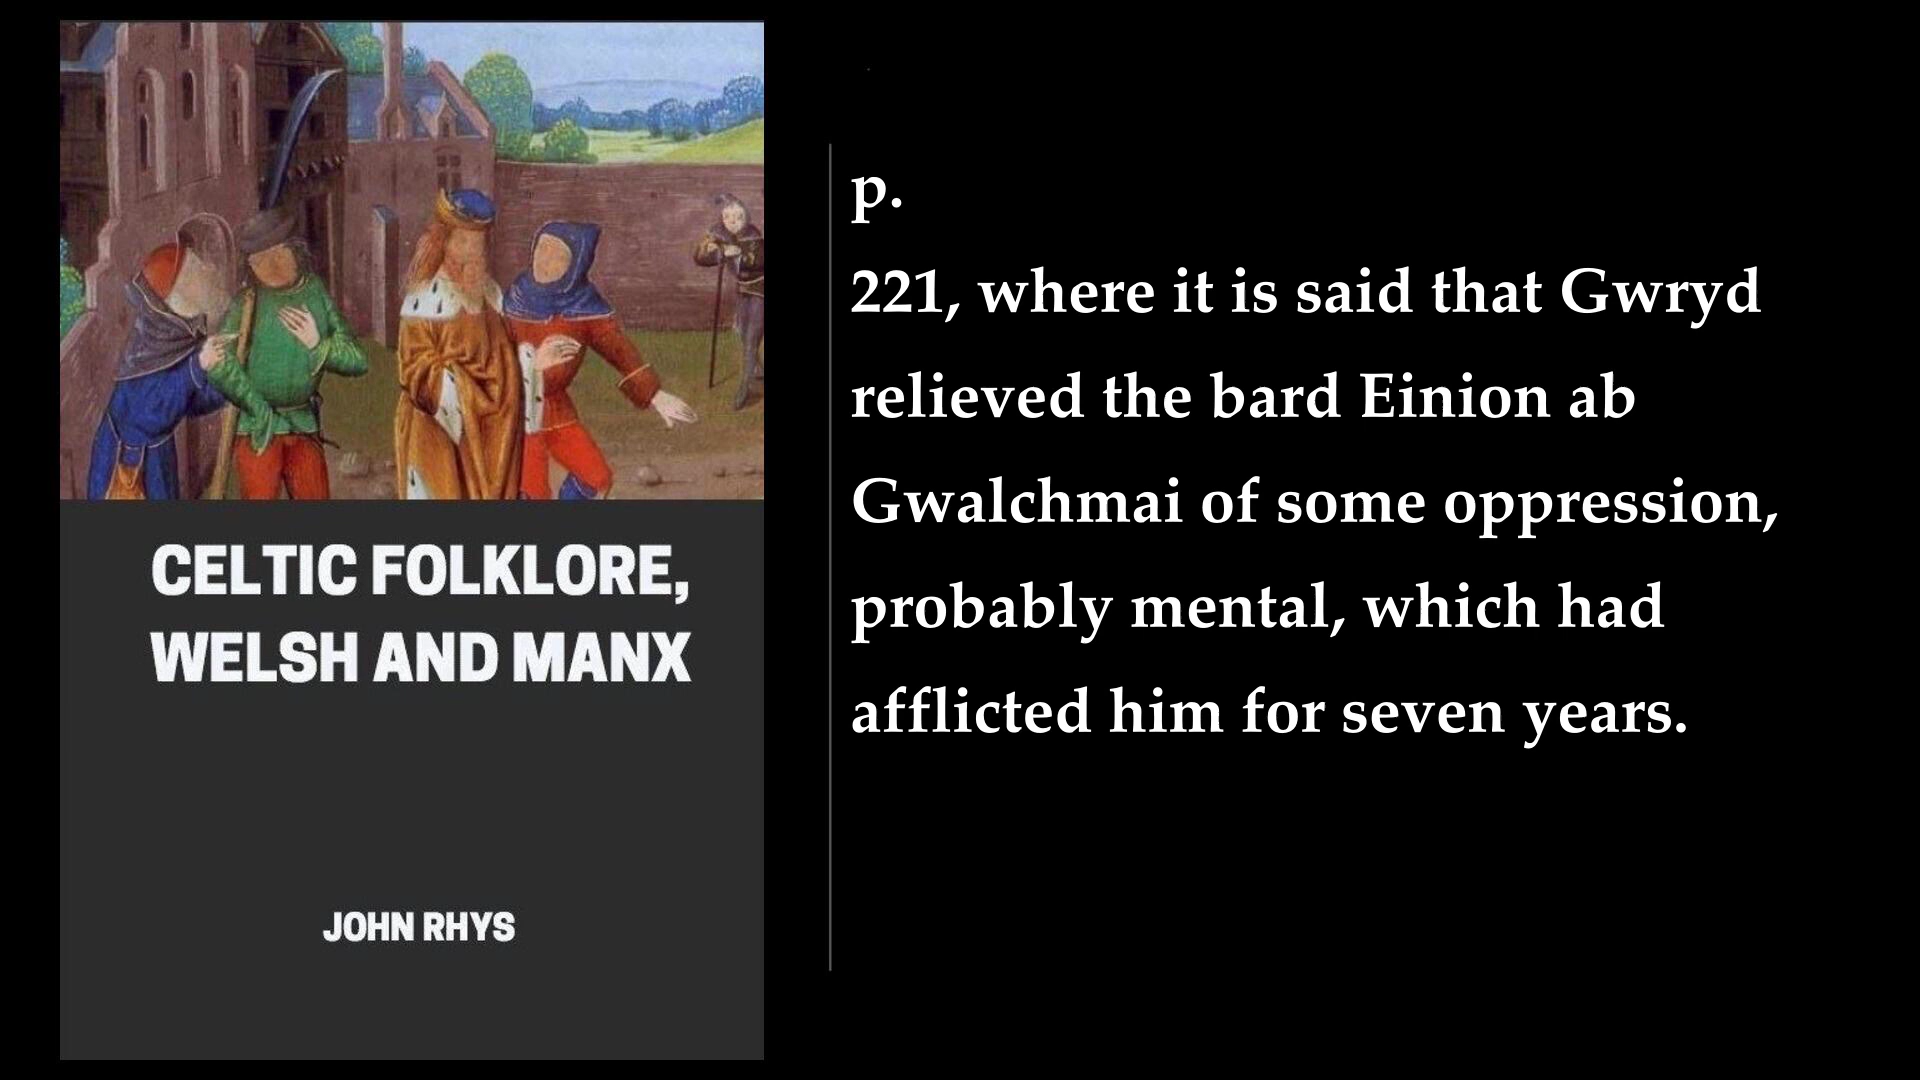 CELTIC FOLKLORE,
WELSH AND MANX
JOHN RHYS
p.
221, where it is said that Gwryd
relieved the bard Einion ab
Gwalchmai of some oppression,
probably mental, which had
afflicted him for seven years.